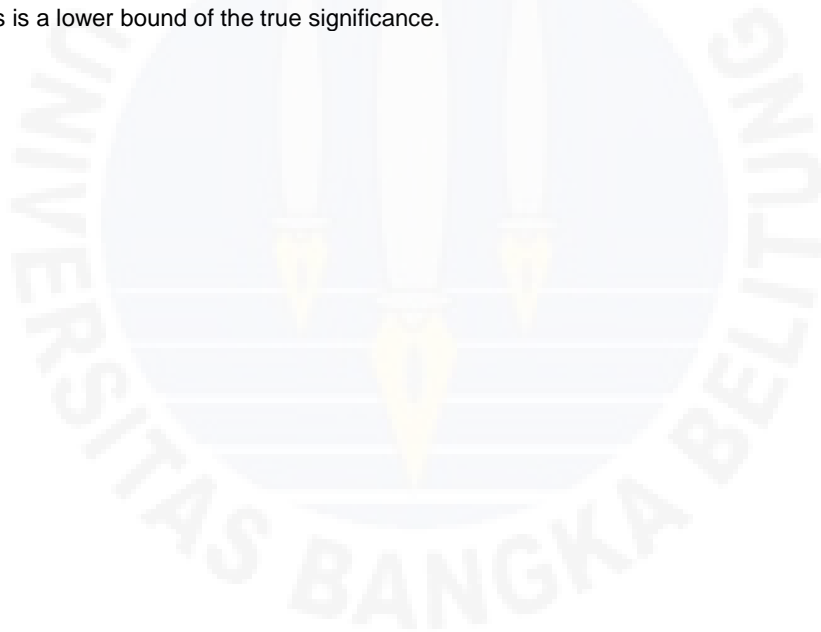 s is a lower bound of the true significance.
UNIVERSITAS BANGKA BELITUNG